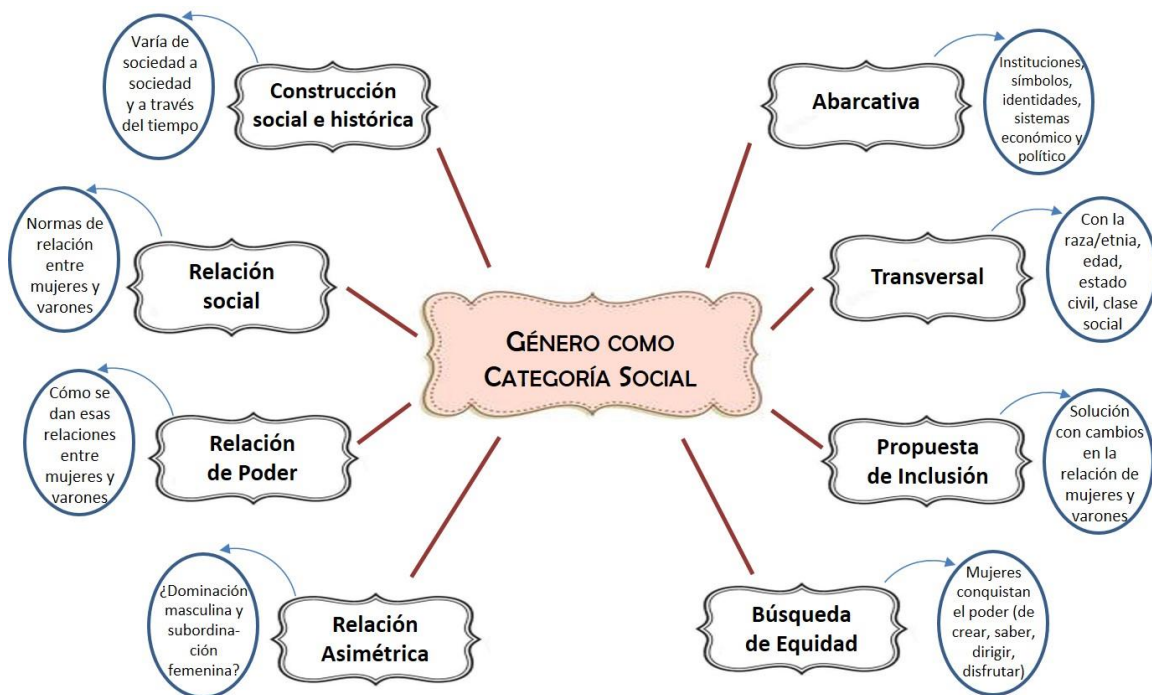 GÉNERO COMO
CATEGORÍA SOCIAL
Construcción
social e histórica
Varía de
sociedad a
sociedad
y a través
del tiempo
Relación
social
Normas de
relación
entre
mujeres y
varones
Relación
de Poder
Cómo se
dan esas
relaciones
entre
mujeres y
varones
Relación
Asimétrica
¿Dominación
masculina y
subordina-
ción
femenina?
Abarcativa
Instituciones,
símbolos,
identidades,
sistemas
económico y
político
Transversal
Con la
raza/etnia,
edad,
estado
civil, clase
social
Propuesta
de Inclusión
Solución
con cambios
en la
relación de
mujeres y
varones
Búsqueda
de Equidad
Mujeres
conquistan
el poder (de
crear, saber,
dirigir,
disfrutar)